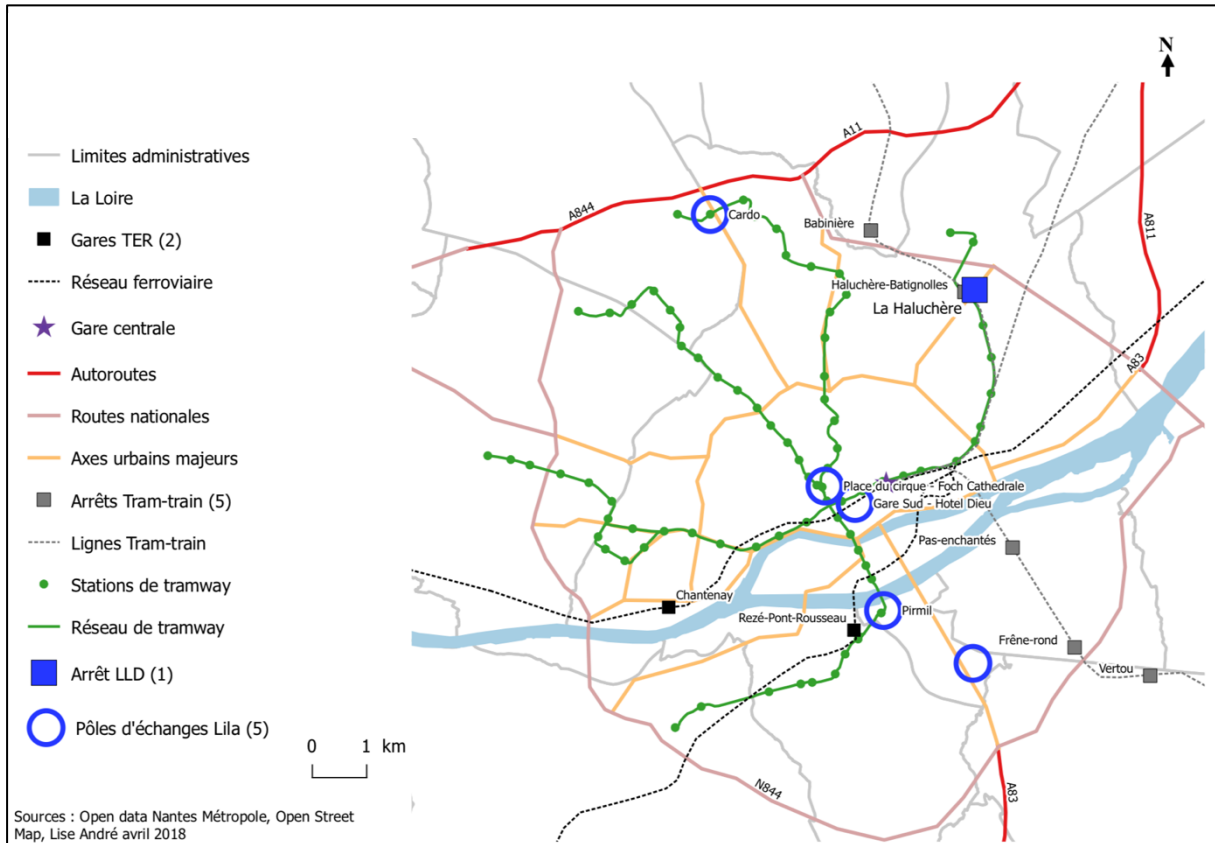 N
Limites administratives
La Loire
Gares TER (2)
Réseau ferroviaire
Gare centrale
Autoroutes
Routes nationales
Axes urbains majeurs
Arrêts Tram-train (5)
Lignes Tram-train
Stations de tramway
Réseau de tramway
Arrêt LLD (1)
Pôles d'échanges Lila (5)
0 1 km
Sources : Open data Nantes Métropole, Open Street
Map, Lise André avril 2018
A11
A844
Cardo
Babinière
A811
Haluchère-Batignolles
La Haluchère
A83
Place du cirque - Foch Cathedrale
Gare Sud - Hotel Dieu
Pas-enchantés
Chantenay
Rezé-Pont-Rousseau
Pirmil
Frêne-rond
Vertou
N844
A83